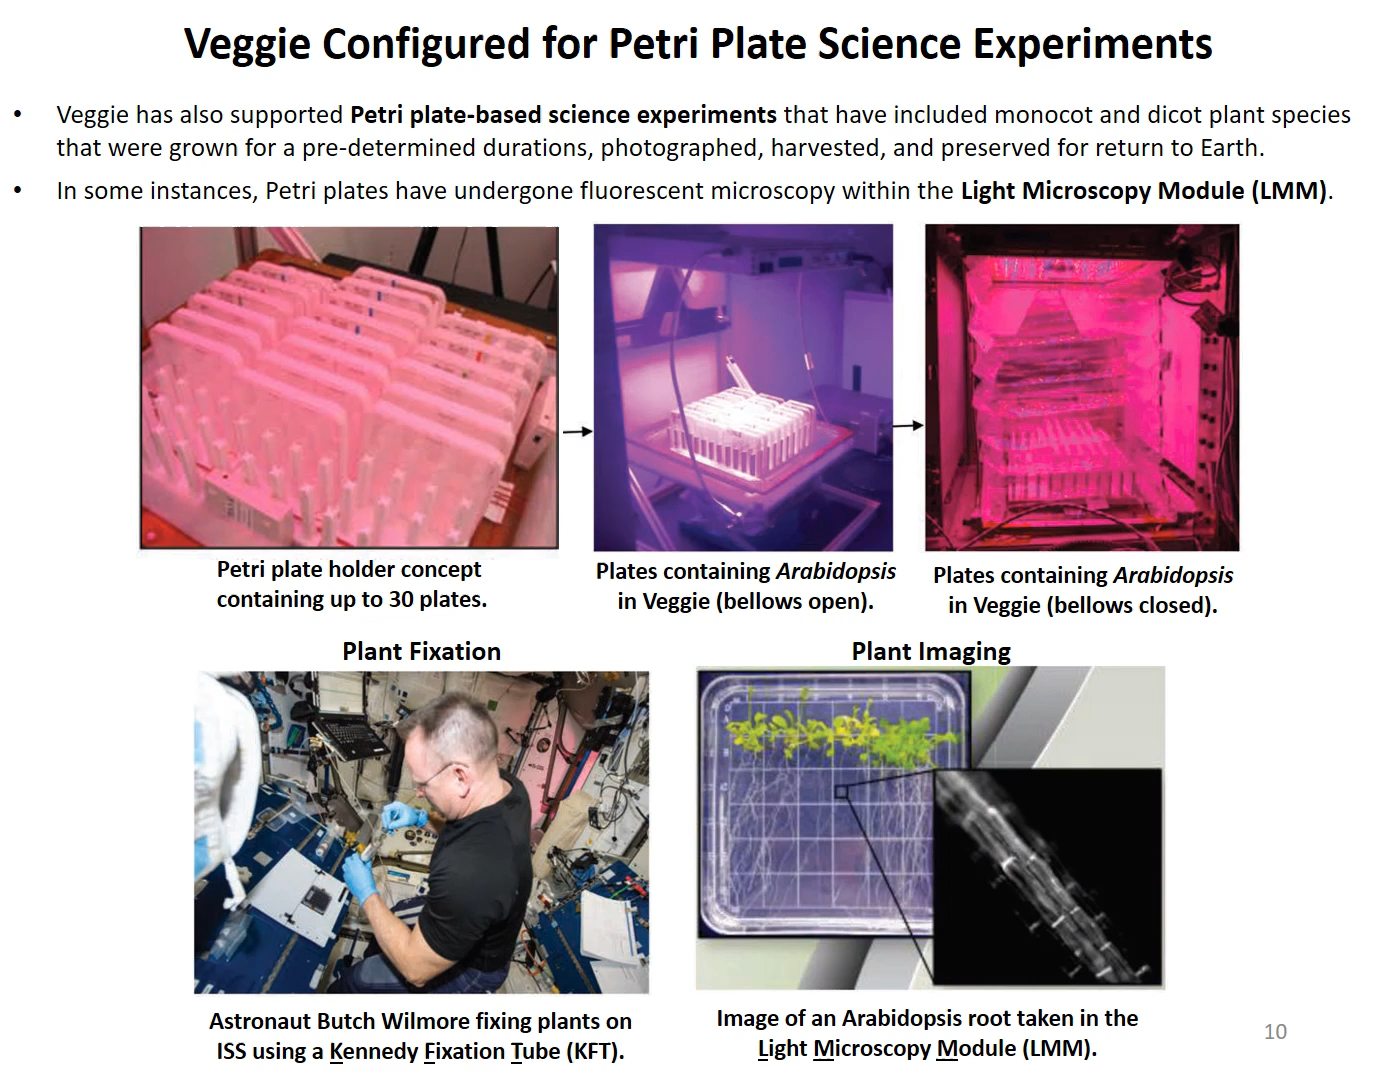 Veggie Configured for Petri Plate Science Experiments
• Veggie has also supported Petri plate-based science experiments that have included monocot and dicot plant species
that were grown for a pre-determined durations, photographed, harvested, and preserved for return to Earth.
• In some instances, Petri plates have undergone fluorescent microscopy within the Light Microscopy Module (LMM).
Petri plate holder concept
containing up to 30 plates.
Plates containing Arabidopsis
in Veggie (bellows open).
Plates containing Arabidopsis
in Veggie (bellows closed).
Plant Fixation
Plant Imaging
Astronaut Butch Wilmore fixing plants on
ISS using a Kennedy Fixation Tube (KFT).
Image of an Arabidopsis root taken in the
Light Microscopy Module (LMM).
10